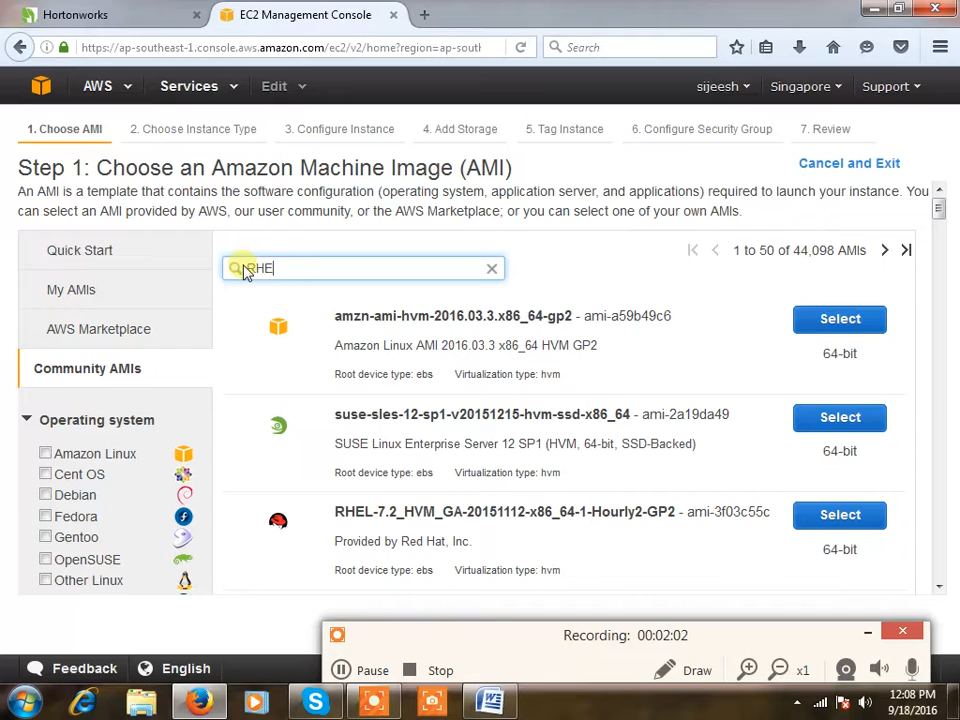 Hortonworks
EC2 Management Console
https://ap-southeast-1.console.aws.amazon.com/ec2/v2/home?region=ap-sout
Search
AWS
Services
Edit
sijeesh
Singapore
Support
1. Choose AMI
2. Choose Instance Type
3. Configure Instance
4. Add Storage
5. Tag Instance
6. Configure Security Group
7. Review
Step 1: Choose an Amazon Machine Image (AMI)
Cancel and Exit
An AMI is a template that contains the software configuration (operating system, application server, and applications) required to launch your instance. You
can select an AMI provided by AWS, our user community, or the AWS Marketplace; or you can select one of your own AMIs.
Quick Start
My AMIs
AWS Marketplace
Community AMIs
Operating system
Amazon Linux
Cent OS
Debian
Fedora
Gentoo
OpenSUSE
Other Linux
RHE
1 to 50 of 44,098 AMIs
amzn-ami-hvm-2016.03.3.x86_64-gp2 - ami-a59b49c6
Select
Amazon Linux AMI 2016.03.3 x86_64 HVM GP2
64-bit
Root device type: ebs Virtualization type: hvm
suse-sles-12-sp1-v20151215-hvm-ssd-x86_64 - ami-2a19da49
Select
SUSE Linux Enterprise Server 12 SP1 (HVM, 64-bit, SSD-Backed)
64-bit
Root device type: ebs Virtualization type: hvm
RHEL-7.2_HVM_GA-20151112-x86_64-1-Hourly2-GP2 - ami-3f03c55c
Select
Provided by Red Hat, Inc.
64-bit
Root device type: ebs Virtualization type: hvm
Recording: 00:02:02
Pause
Stop
Draw
x1
Feedback
English
12:08 PM
9/18/2016